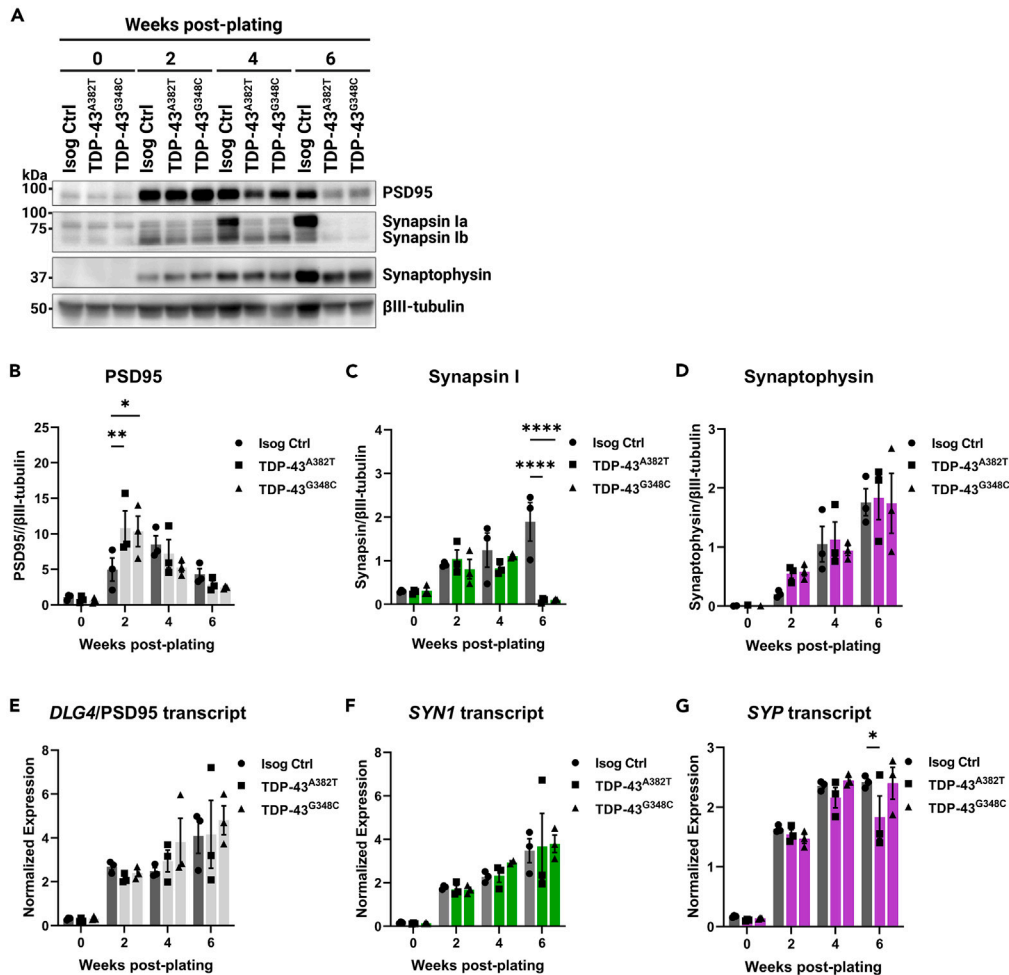 A
Weeks post-plating
0 2 4 6
Isog Ctrl TDP-43A382T TDP-43G348C Isog Ctrl TDP-43A382T TDP-43G348C Isog Ctrl TDP-43A382T TDP-43G348C Isog Ctrl TDP-43A382T TDP-43G348C
kDa
100 PSD95
100 Synapsin Ia
75 Synapsin Ib
37 Synaptophysin
50 βIII-tubulin
B PSD95
**
*
PSD95//βIII-tubulin
25
20
15
10
5
0
0 2 4 6
Weeks post-plating
Isog Ctrl
TDP-43A382T
TDP-43G348C
C Synapsin I
****
****
Synapsin/βIII-tubulin
4
3
2
1
0
0 2 4 6
Weeks post-plating
Isog Ctrl
TDP-43A382T
TDP-43G348C
D Synaptophysin
Synaptophysin/βIII-tubulin
3
2
1
0
0 2 4 6
Weeks post-plating
Isog Ctrl
TDP-43A382T
TDP-43G348C
E DLG4/PSD95 transcript
Normalized Expression
8
6
4
2
0
0 2 4 6
Weeks post-plating
Isog Ctrl
TDP-43A382T
TDP-43G348C
F SYN1 transcript
Normalized Expression
8
6
4
2
0
0 2 4 6
Weeks post-plating
Isog Ctrl
TDP-43A382T
TDP-43G348C
G SYP transcript
*
Normalized Expression
3
2
1
0
0 2 4 6
Weeks post-plating
Isog Ctrl
TDP-43A382T
TDP-43G348C